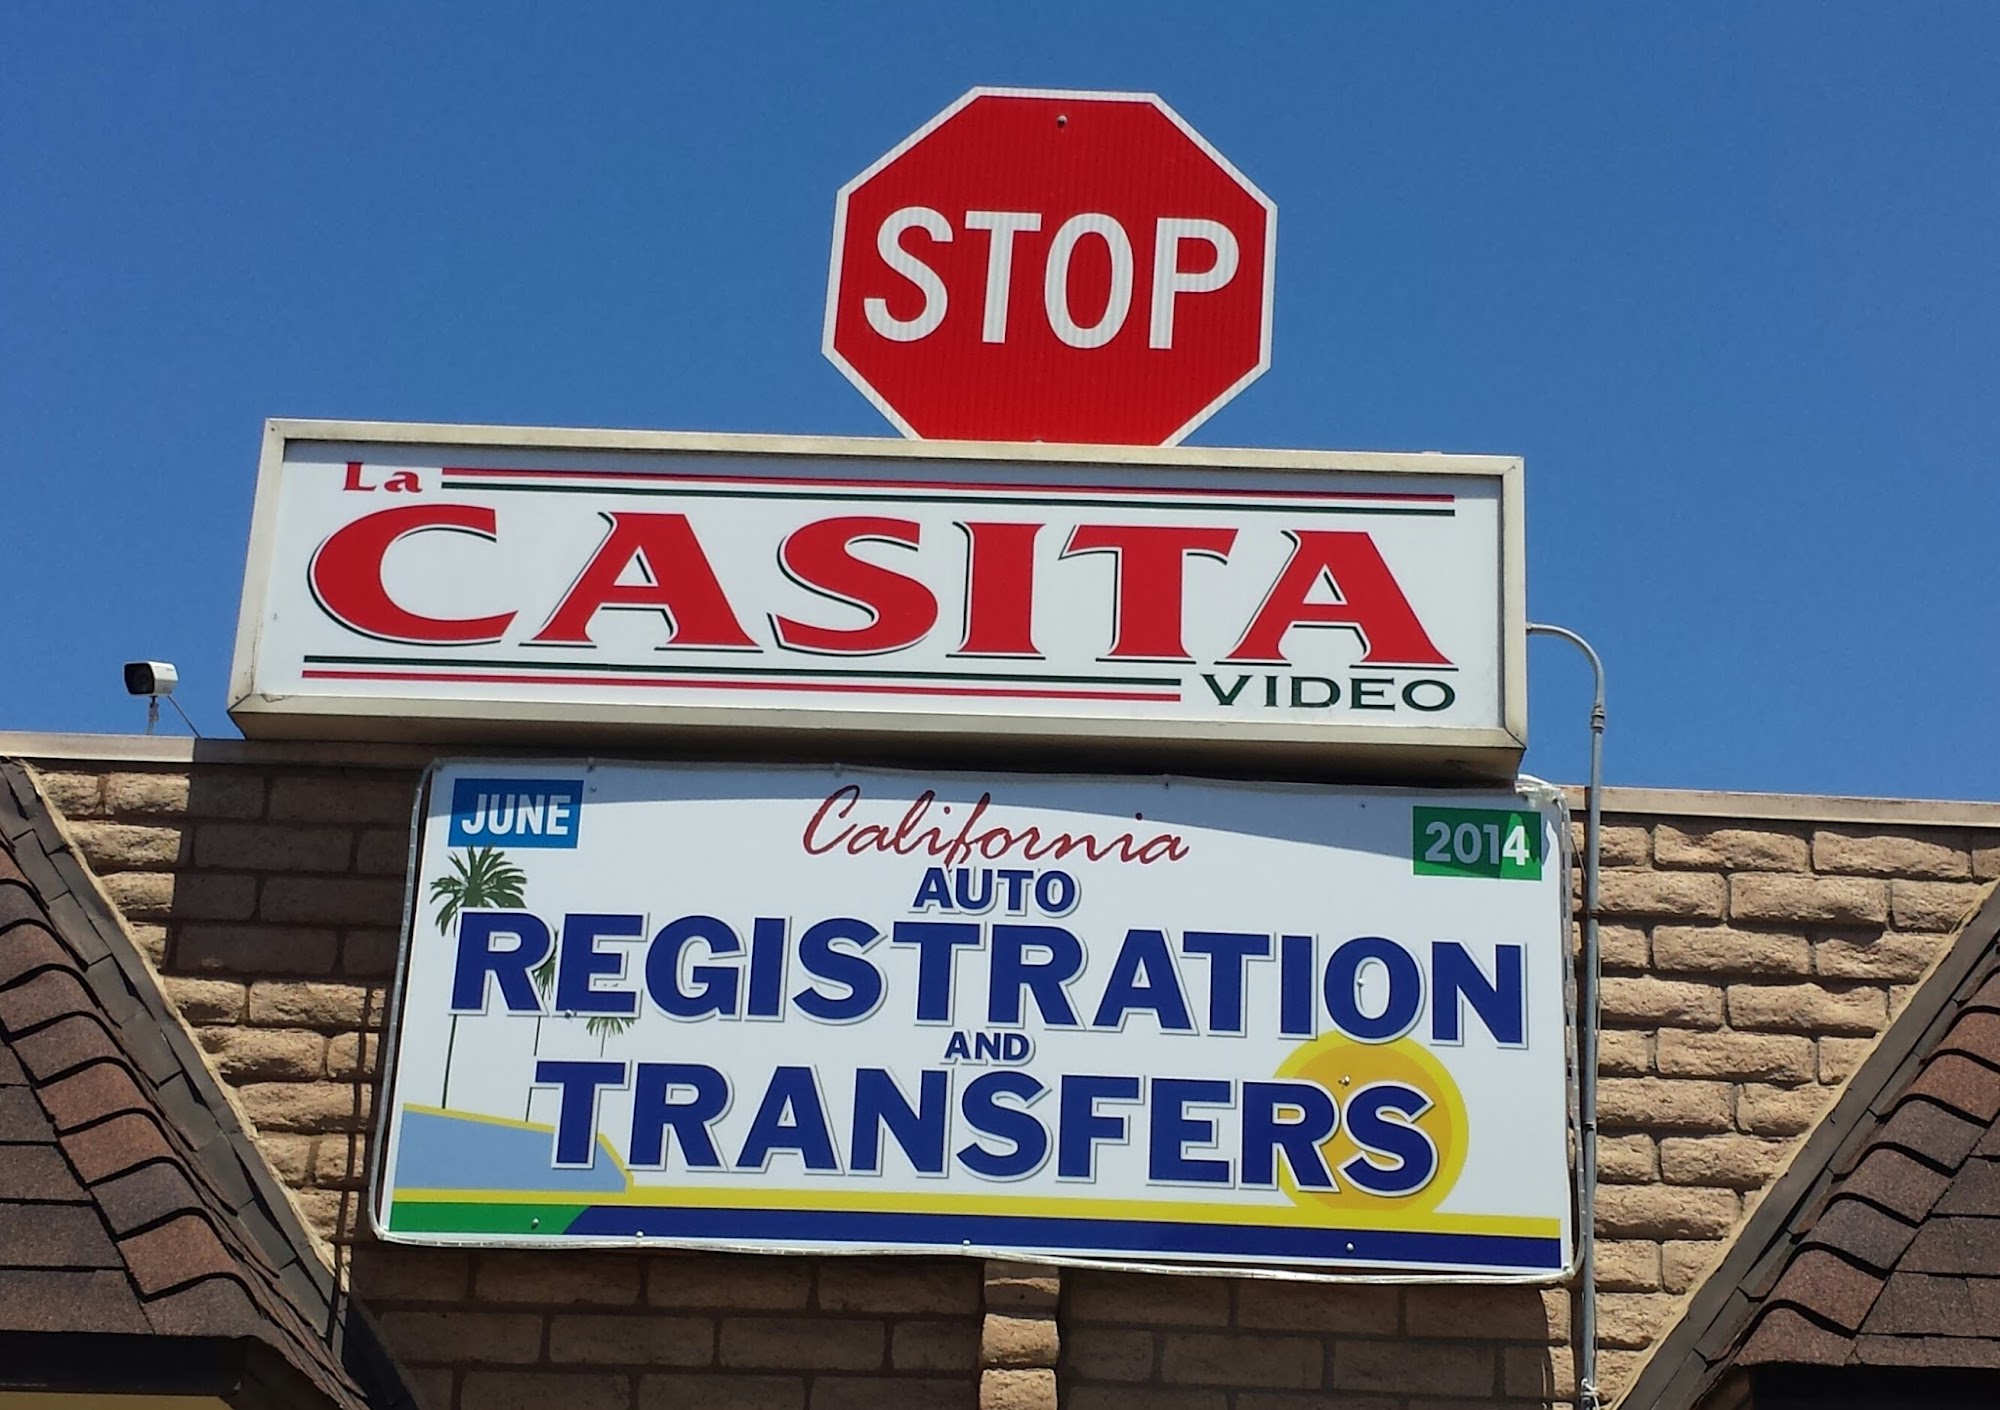 STOP
La
CASITA
VIDEO
JUNE
California
2014
AUTO
REGISTRATION
AND
TRANSFERS